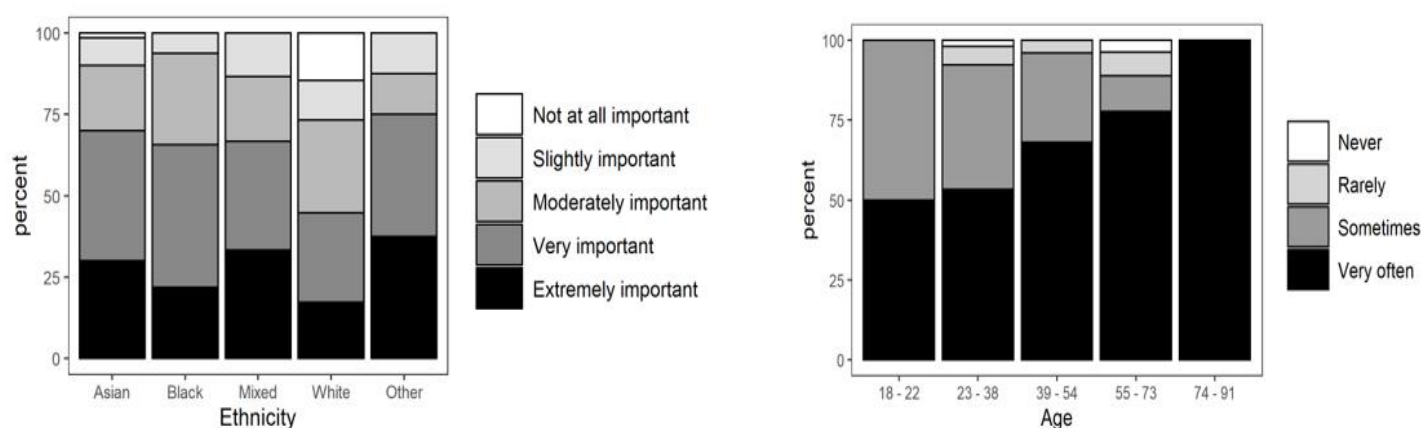 100
75
50
25
0
percent
Asian Black Mixed White Other
Ethnicity
Not at all important
Slightly important
Moderately important
Very important
Extremely important
100
75
50
25
0
percent
18 - 22 23 - 38 39 - 54 55 - 73 74 - 91
Age
Never
Rarely
Sometimes
Very often